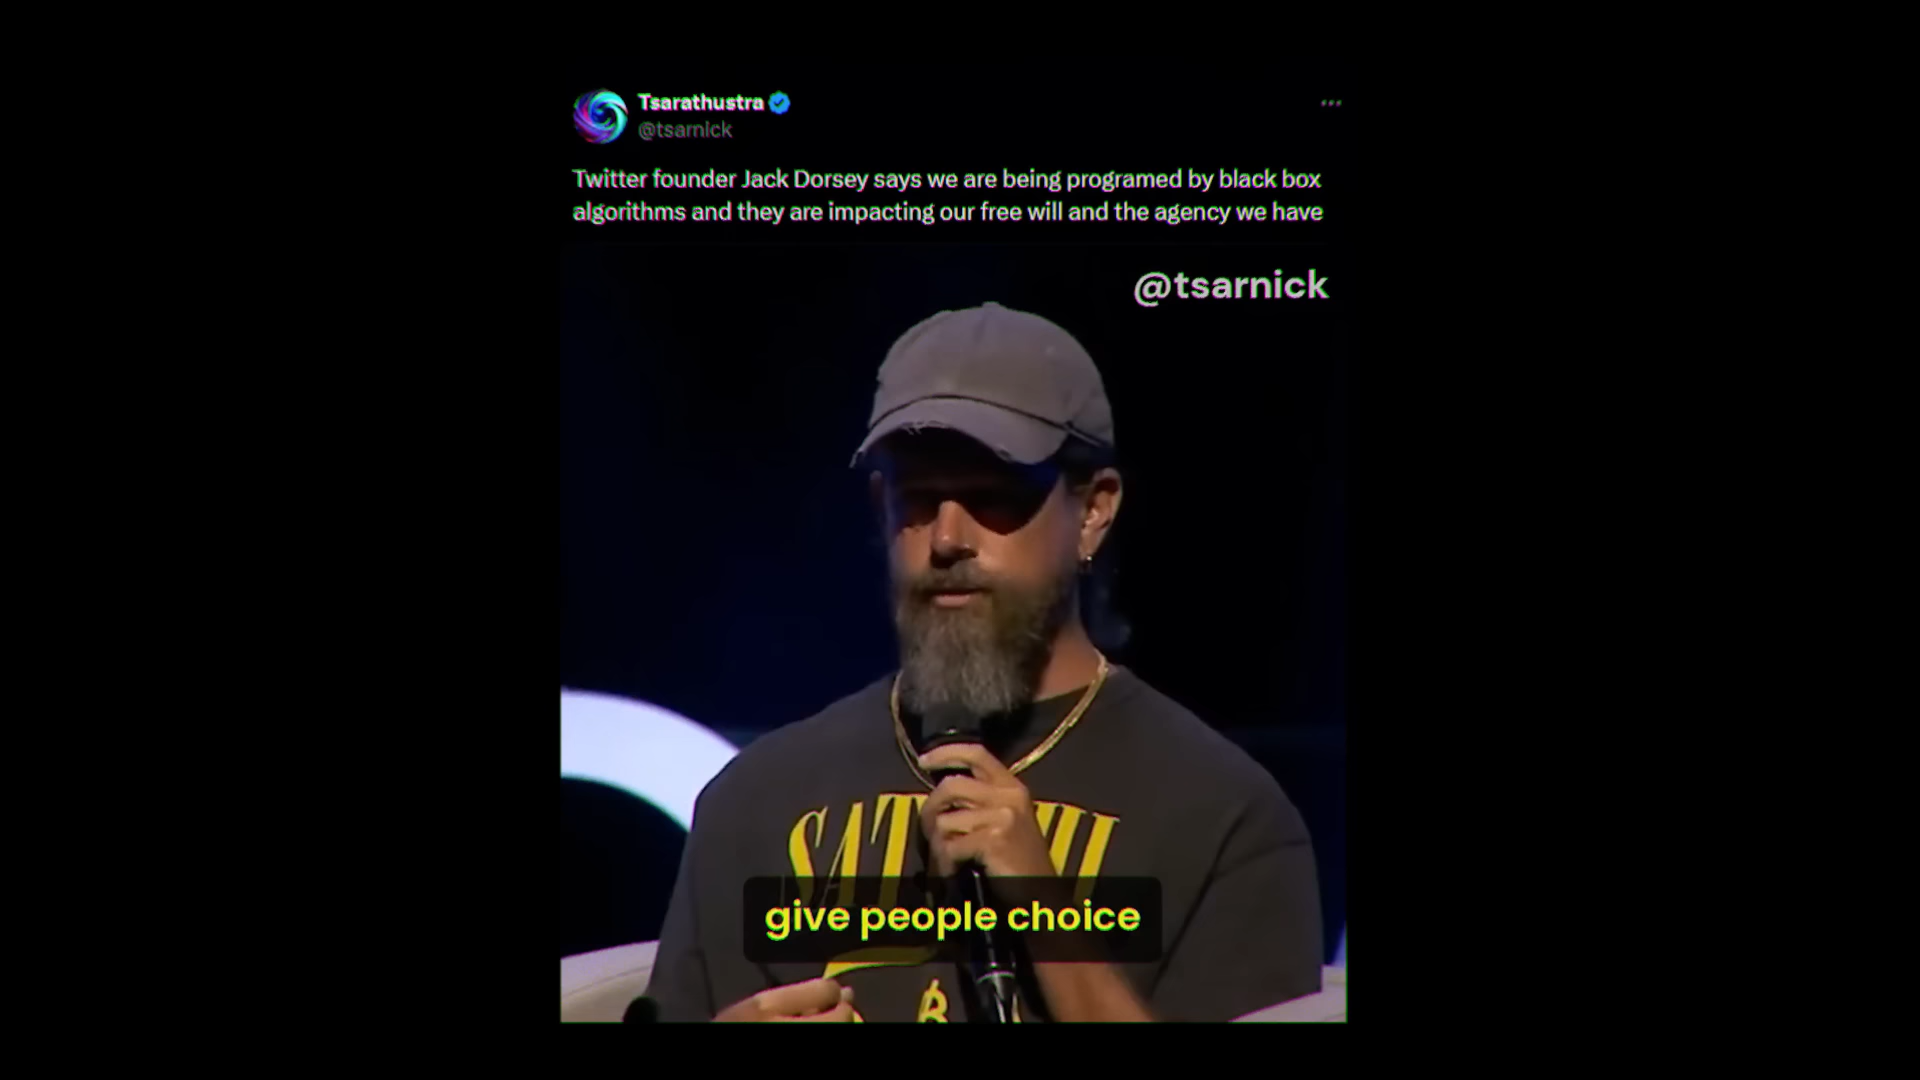 Tsarathustra
@tsarnick
Twitter founder Jack Dorsey says we are being programed by black box
algorithms and they are impacting our free will and the agency we have
@tsarnick
give people choice